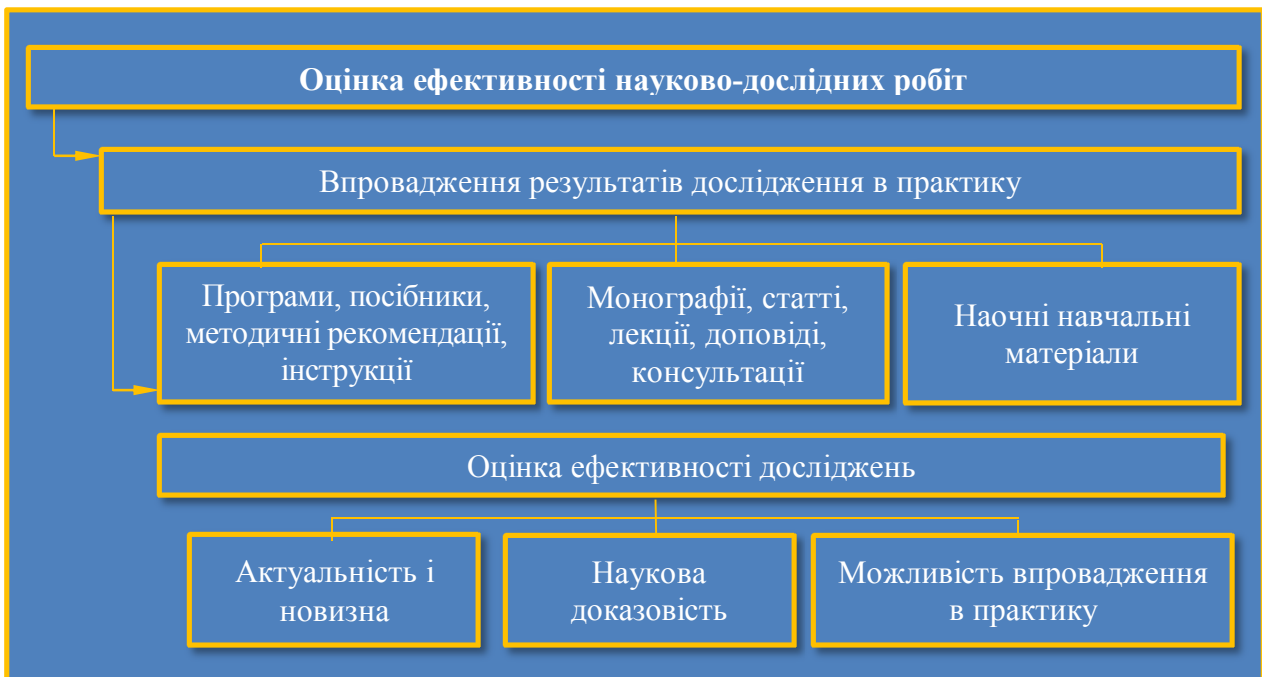 Оцінка ефективності науково-дослідних робіт
Впровадження результатів дослідження в практику
Програми, посібники,
методичні рекомендації,
інструкції
Монографії, статті,
лекції, доповіді,
консультації
Наочні навчальні
матеріали
Оцінка ефективності досліджень
Актуальність і
новизна
Наукова
доказовість
Можливість впровадження
в практику